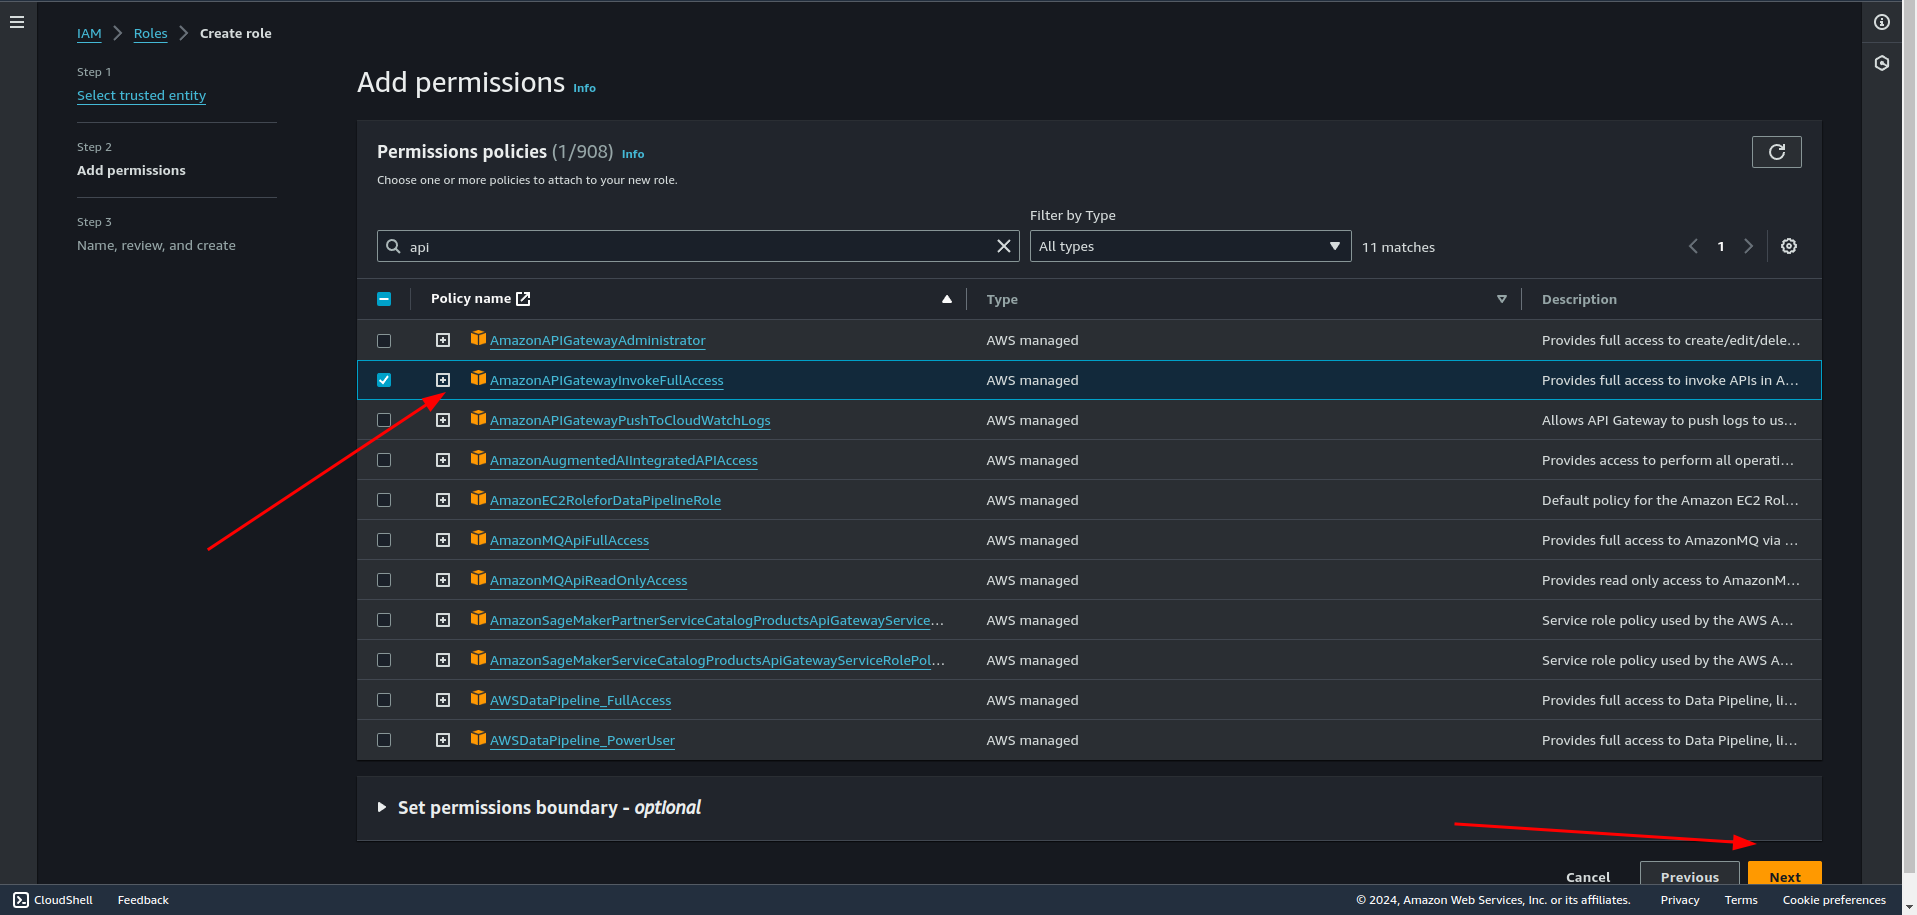 IAM > Roles > Create role
Step 1
Select trusted entity
Step 2
Add permissions
Step 3
Name, review, and create
Add permissions Info
Permissions policies (1/908) Info
Choose one or more policies to attach to your new role.
Filter by Type
api All types 11 matches 1
Policy name Type Description
AmazonAPIGatewayAdministrator AWS managed Provides full access to create/edit/dele...
AmazonAPIGatewayInvokeFullAccess AWS managed Provides full access to invoke APIs in A...
AmazonAPIGatewayPushToCloudWatchLogs AWS managed Allows API Gateway to push logs to us...
AmazonAugmentedAIIntegratedAPIAccess AWS managed Provides access to perform all operati...
AmazonEC2RoleforDataPipelineRole AWS managed Default policy for the Amazon EC2 Rol...
AmazonMQApiFullAccess AWS managed Provides full access to AmazonMQ via ...
AmazonMQApiReadOnlyAccess AWS managed Provides read only access to AmazonM...
AmazonSageMakerPartnerServiceCatalogProductsApiGatewayService... AWS managed Service role policy used by the AWS A...
AmazonSageMakerServiceCatalogProductsApiGatewayServiceRolePol... AWS managed Service role policy used by the AWS A...
AWSDataPipeline_FullAccess AWS managed Provides full access to Data Pipeline, li...
AWSDataPipeline_PowerUser AWS managed Provides full access to Data Pipeline, li...
Set permissions boundary - optional
Cancel Previous Next
CloudShell Feedback © 2024, Amazon Web Services, Inc. or its affiliates. Privacy Terms Cookie preferences